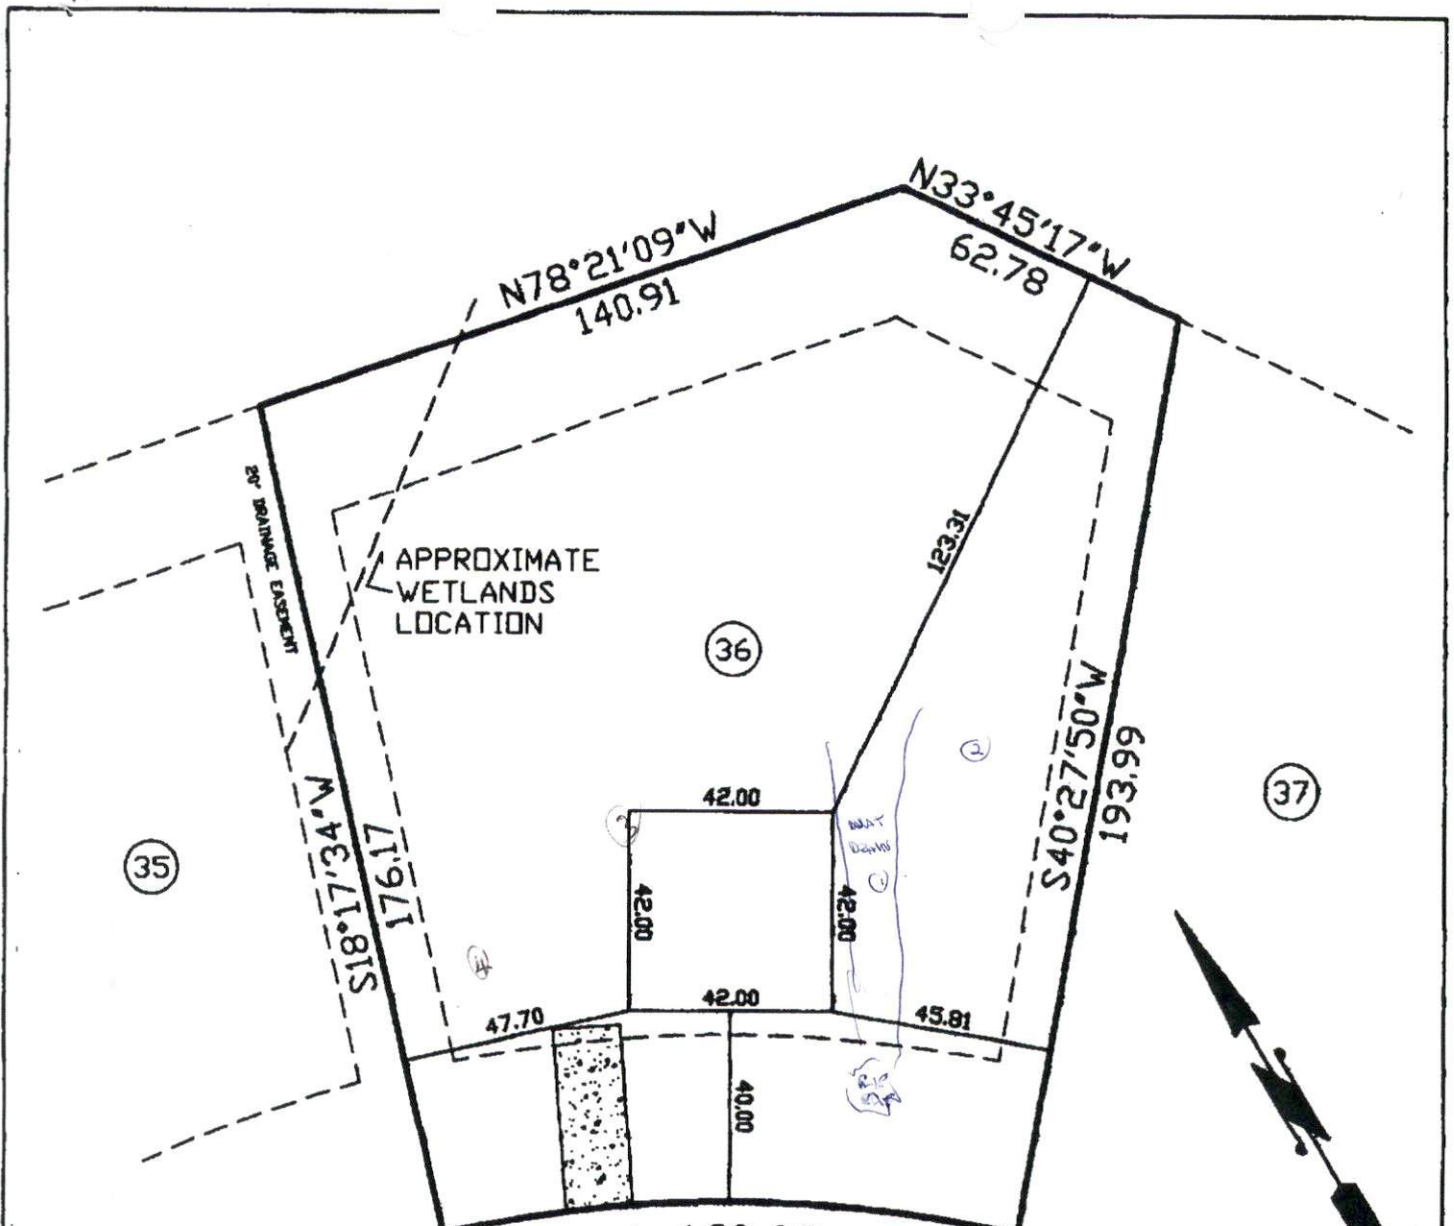 N33°45'17"W
62.78
N78°21'09"W
140.91
20' DRAINAGE EASEMENT
APPROXIMATE
WETLANDS
LOCATION
123.31
36
S40°27'50"W
193.99
2
37
S18°17'34"W
176.17
35
42.00
42.00
42.00
42.00
4
47.70
45.81
40.00